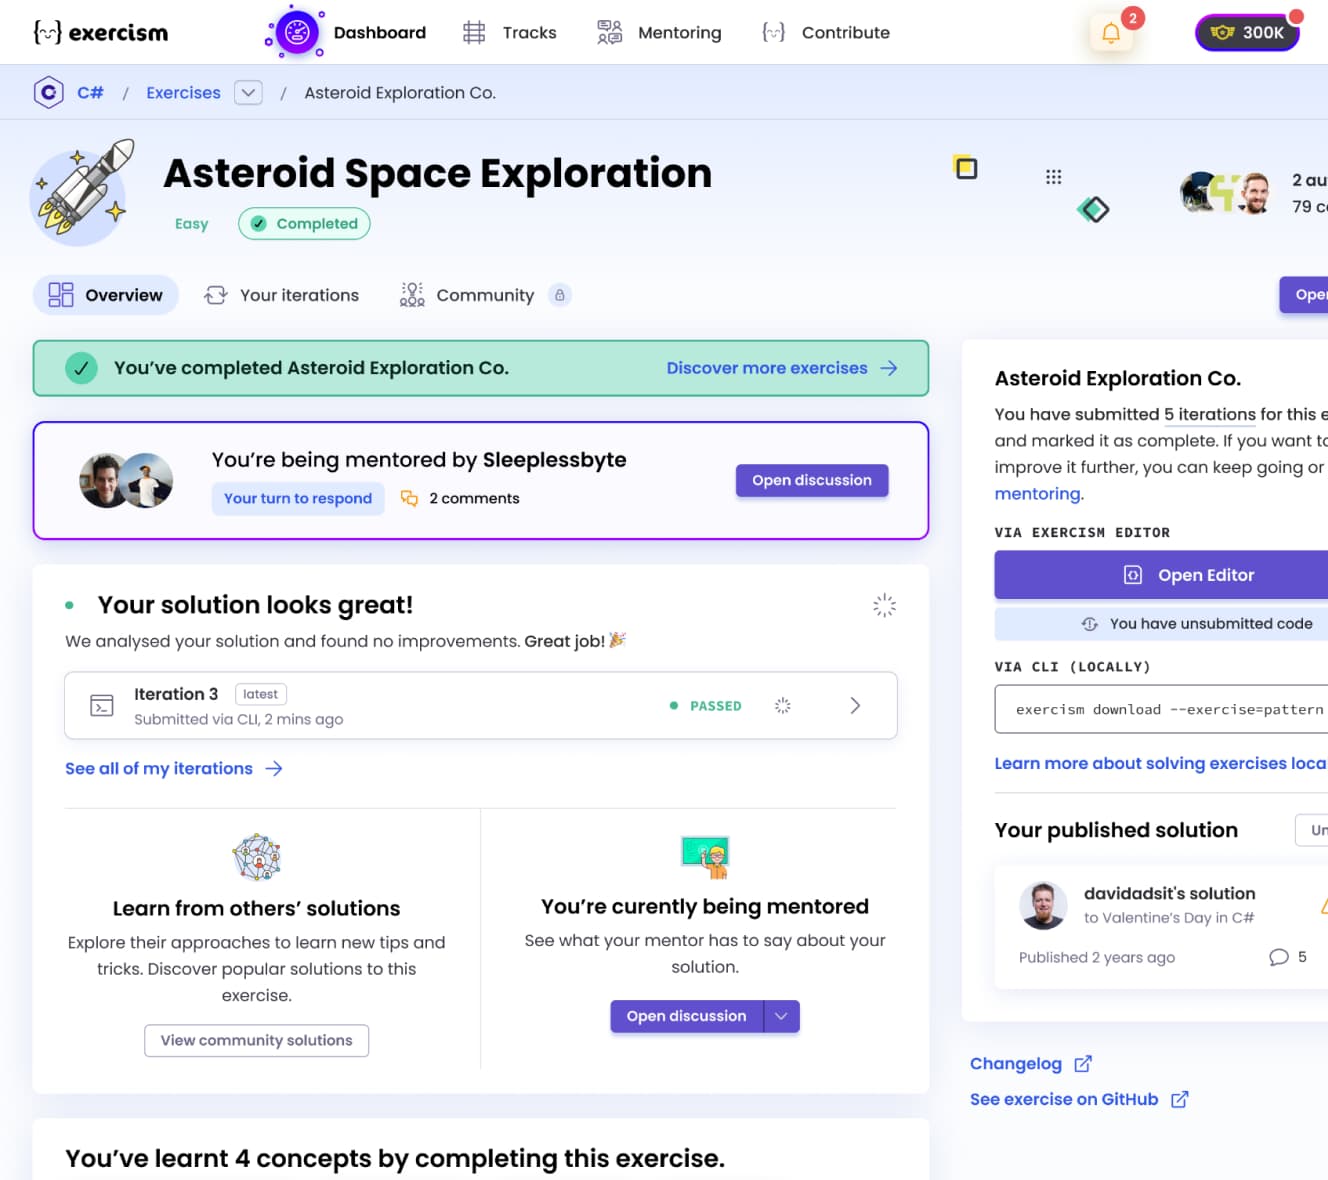 exercism
Dashboard
Tracks
Mentoring
Contribute
2
300K
C# / Exercises / Asteroid Exploration Co.
Asteroid Space Exploration
Easy
Completed
2 au
79 c
Overview
Your iterations
Community
Ope
You’ve completed Asteroid Exploration Co.
Discover more exercises
You’re being mentored by Sleeplessbyte
Your turn to respond
2 comments
Open discussion
Your solution looks great!
We analysed your solution and found no improvements. Great job!
Iteration 3
latest
Submitted via CLI, 2 mins ago
PASSED
See all of my iterations
Learn from others’ solutions
Explore their approaches to learn new tips and
tricks. Discover popular solutions to this
exercise.
View community solutions
You’re curently being mentored
See what your mentor has to say about your
solution.
Open discussion
You’ve learnt 4 concepts by completing this exercise.
Asteroid Exploration Co.
You have submitted 5 iterations for this e
and marked it as complete. If you want to
improve it further, you can keep going or
mentoring.
VIA EXERCISM EDITOR
Open Editor
You have unsubmitted code
VIA CLI (LOCALLY)
exercism download --exercise=pattern
Learn more about solving exercises loca
Your published solution
Un
davidadsit's solution
to Valentine’s Day in C#
Published 2 years ago
5
Changelog
See exercise on GitHub